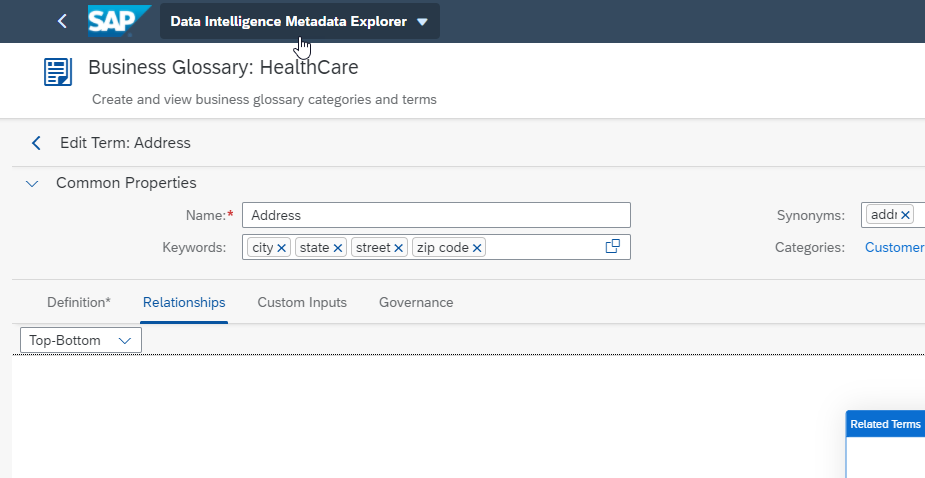 SAP Data Intelligence Metadata Explorer
Business Glossary: HealthCare
Create and view business glossary categories and terms
Edit Term: Address
Common Properties
Name:* Address Synonyms: addr
Keywords: city state street zip code Categories: Customer
Definition* Relationships Custom Inputs Governance
Top-Bottom
Related Terms